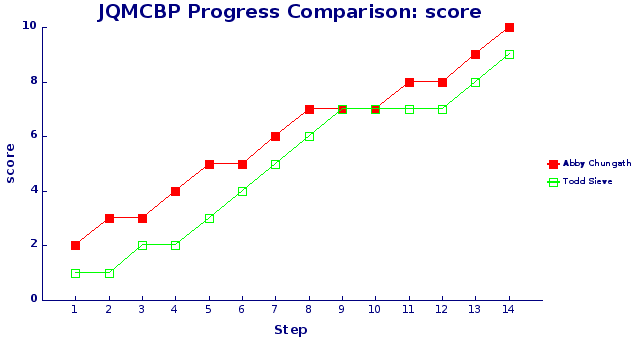 JQMCBP Progress Comparison: score
10
8
6
4
2
0
score
1 2 3 4 5 6 7 8 9 10 11 12 13 14
Step
Abby Chungath
Todd Sieve